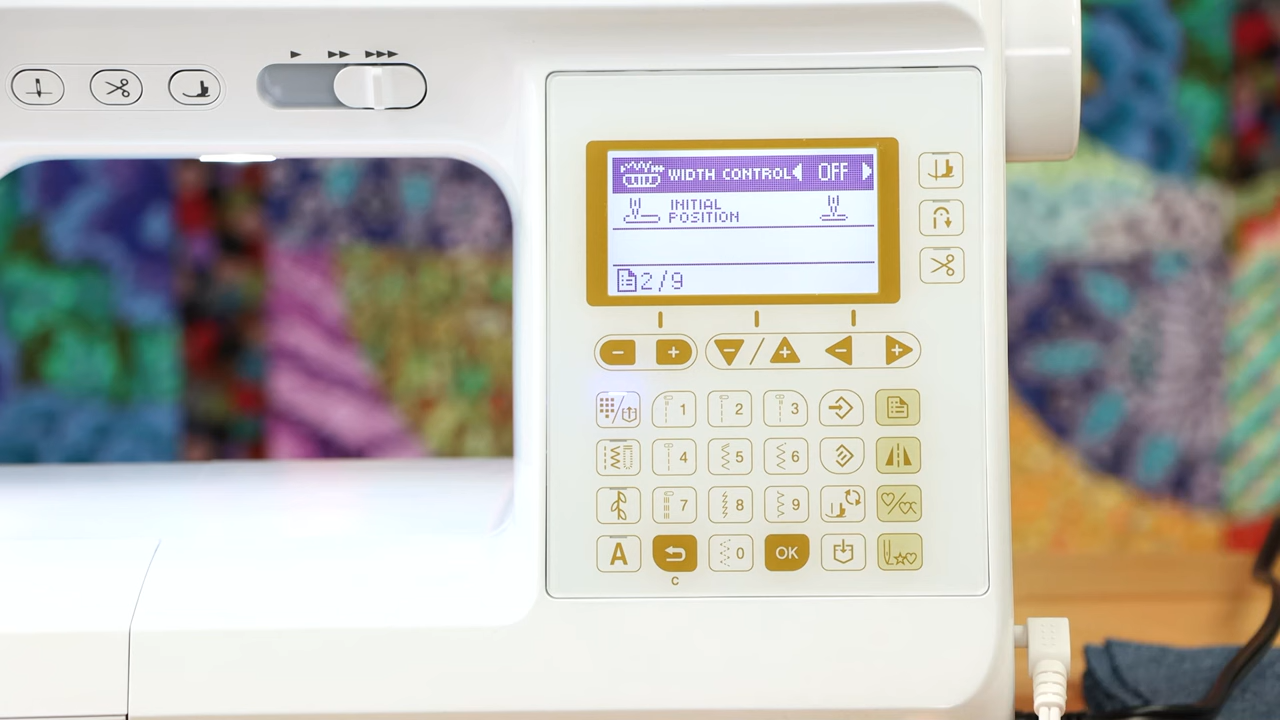 WIDTH CONTROL OFF
INITIAL
POSITION
2/9
1 2 3
4 5 6
7 8 9
A 0 OK
C